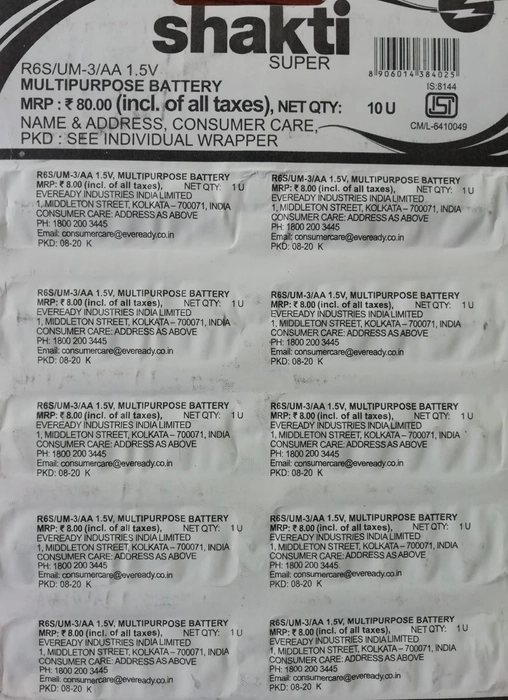 shakti
SUPER
R6S/UM-3/AA 1.5V
MULTIPURPOSE BATTERY
MRP : ₹ 80.00 (incl. of all taxes), NET QTY: 10 U
NAME & ADDRESS, CONSUMER CARE,
PKD : SEE INDIVIDUAL WRAPPER
8 906014 384025
IS:8144
ISI
CM/L-6410049
R6S/UM-3/AA 1.5V, MULTIPURPOSE BATTERY
MRP: ₹ 8.00 (incl. of all taxes), NET QTY: 1 U
EVEREADY INDUSTRIES INDIA LIMITED
1, MIDDLETON STREET, KOLKATA – 700071, INDIA
CONSUMER CARE: ADDRESS AS ABOVE
PH: 1800 200 3445
Email: consumercare@eveready.co.in
PKD: 08-20 K
R6S/UM-3/AA 1.5V, MULTIPURPOSE BATTERY
MRP: ₹ 8.00 (incl. of all taxes), NET QTY: 1 U
EVEREADY INDUSTRIES INDIA LIMITED
1, MIDDLETON STREET, KOLKATA – 700071, INDIA
CONSUMER CARE: ADDRESS AS ABOVE
PH: 1800 200 3445
Email: consumercare@eveready.co.in
PKD: 08-20 K
R6S/UM-3/AA 1.5V, MULTIPURPOSE BATTERY
MRP: ₹ 8.00 (incl. of all taxes), NET QTY: 1 U
EVEREADY INDUSTRIES INDIA LIMITED
1, MIDDLETON STREET, KOLKATA – 700071, INDIA
CONSUMER CARE: ADDRESS AS ABOVE
PH: 1800 200 3445
Email: consumercare@eveready.co.in
PKD: 08-20 K
R6S/UM-3/AA 1.5V, MULTIPURPOSE BATTERY
MRP: ₹ 8.00 (incl. of all taxes), NET QTY: 1 U
EVEREADY INDUSTRIES INDIA LIMITED
1, MIDDLETON STREET, KOLKATA – 700071, INDIA
CONSUMER CARE: ADDRESS AS ABOVE
PH: 1800 200 3445
Email: consumercare@eveready.co.in
PKD: 08-20 K
R6S/UM-3/AA 1.5V, MULTIPURPOSE BATTERY
MRP: ₹ 8.00 (incl. of all taxes), NET QTY: 1 U
EVEREADY INDUSTRIES INDIA LIMITED
1, MIDDLETON STREET, KOLKATA – 700071, INDIA
CONSUMER CARE: ADDRESS AS ABOVE
PH: 1800 200 3445
Email: consumercare@eveready.co.in
PKD: 08-20 K
R6S/UM-3/AA 1.5V, MULTIPURPOSE BATTERY
MRP: ₹ 8.00 (incl. of all taxes), NET QTY: 1 U
EVEREADY INDUSTRIES INDIA LIMITED
1, MIDDLETON STREET, KOLKATA – 700071, INDIA
CONSUMER CARE: ADDRESS AS ABOVE
PH: 1800 200 3445
Email: consumercare@eveready.co.in
PKD: 08-20 K
R6S/UM-3/AA 1.5V, MULTIPURPOSE BATTERY
MRP: ₹ 8.00 (incl. of all taxes), NET QTY: 1 U
EVEREADY INDUSTRIES INDIA LIMITED
1, MIDDLETON STREET, KOLKATA – 700071, INDIA
CONSUMER CARE: ADDRESS AS ABOVE
PH: 1800 200 3445
Email: consumercare@eveready.co.in
PKD: 08-20 K
R6S/UM-3/AA 1.5V, MULTIPURPOSE BATTERY
MRP: ₹ 8.00 (incl. of all taxes), NET QTY: 1 U
EVEREADY INDUSTRIES INDIA LIMITED
1, MIDDLETON STREET, KOLKATA – 700071, INDIA
CONSUMER CARE: ADDRESS AS ABOVE
PH: 1800 200 3445
Email: consumercare@eveready.co.in
PKD: 08-20 K
R6S/UM-3/AA 1.5V, MULTIPURPOSE BATTERY
MRP: ₹ 8.00 (incl. of all taxes), NET QTY: 1 U
EVEREADY INDUSTRIES INDIA LIMITED
1, MIDDLETON STREET, KOLKATA – 700071, INDIA
CONSUMER CARE: ADDRESS AS ABOVE
PH: 1800 200 3445
Email: consumercare@eveready.co.in
PKD: 08-20 K
R6S/UM-3/AA 1.5V, MULTIPURPOSE BATTERY
MRP: ₹ 8.00 (incl. of all taxes), NET QTY: 1 U
EVEREADY INDUSTRIES INDIA LIMITED
1, MIDDLETON STREET, KOLKATA – 700071, INDIA
CONSUMER CARE: ADDRESS AS ABOVE
PH: 1800 200 3445
Email: consumercare@eveready.co.in
PKD: 08-20 K